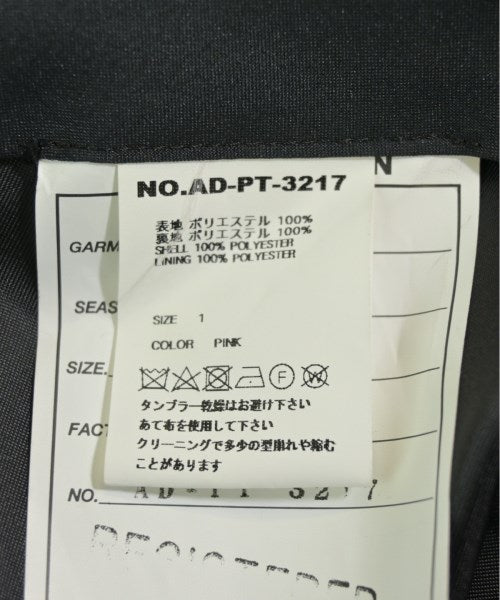 NO.AD-PT-3217
表地 ポリエステル 100%
裏地 ポリエステル 100%
SHELL 100% POLYESTER
LINING 100% POLYESTER
GARM
SEAS
SIZE 1
COLOR PINK
SIZE.
タンブラー乾燥はお避け下さい
あて布を使用して下さい
クリーニングで多少の型崩れや縮む
ことがあります
FACT
NO. AD-PT 3217
REGISTERED